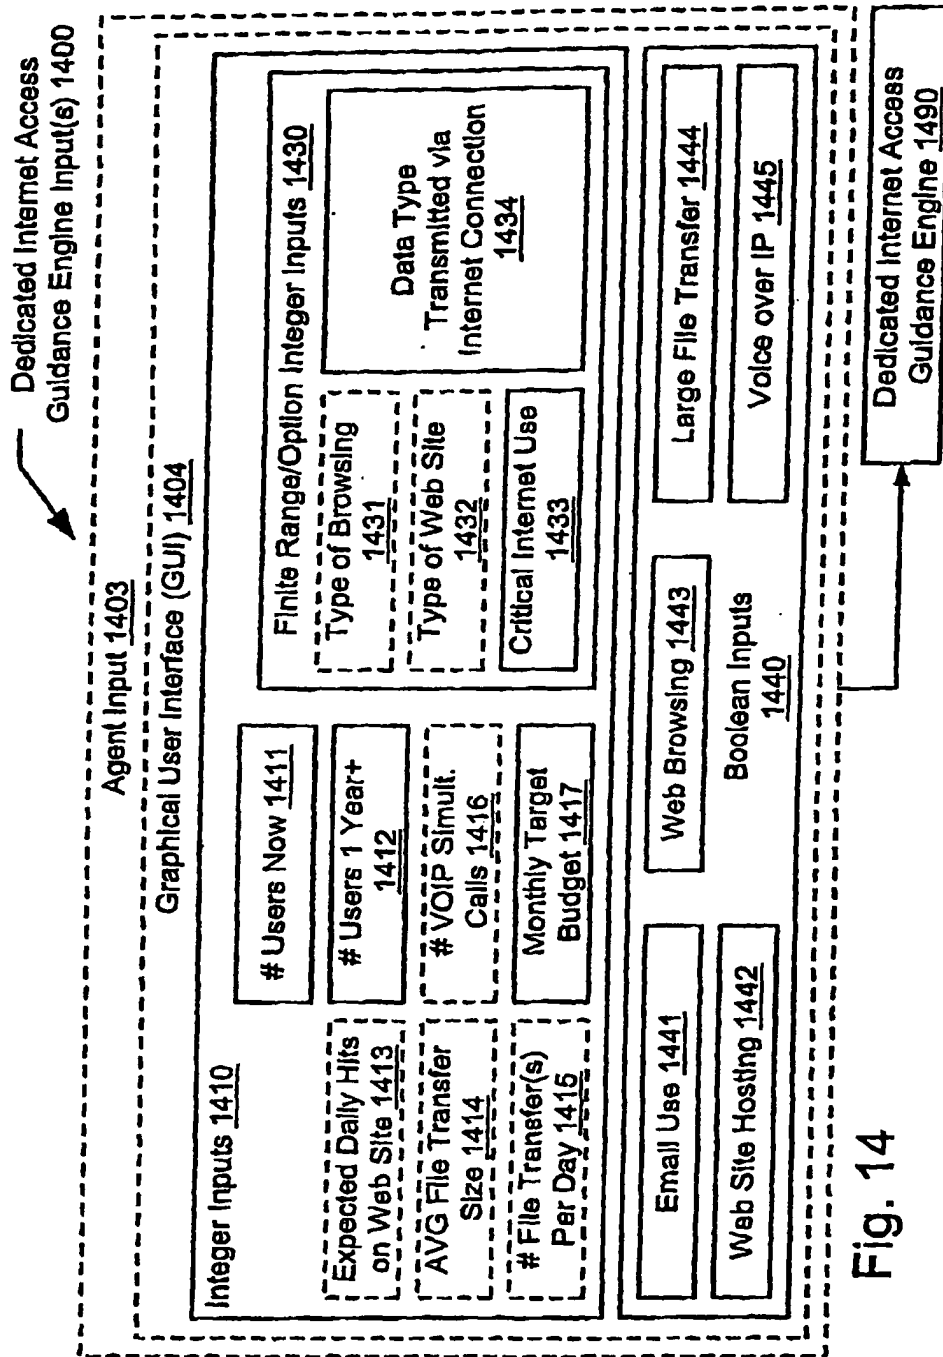 Dedicated Internet Access
Guidance Engine Input(s) 1400
Agent Input 1403
Graphical User Interface (GUI) 1404
Integer Inputs 1410
# Users Now 1411
Expected Daily Hits
on Web Site 1413
# Users 1 Year+
1412
AVG File Transfer
Size 1414
# VOIP Simult.
Calls 1416
# File Transfer(s)
Per Day 1415
Monthly Target
Budget 1417
Finite Range/Option Integer Inputs 1430
Type of Browsing
1431
Type of Web Site
1432
Critical Internet Use
1433
Data Type
Transmitted via
Internet Connection
1434
Email Use 1441
Web Site Hosting 1442
Web Browsing 1443
Boolean Inputs
1440
Large File Transfer 1444
Voice over IP 1445
Dedicated Internet Access
Guidance Engine 1490
Fig. 14